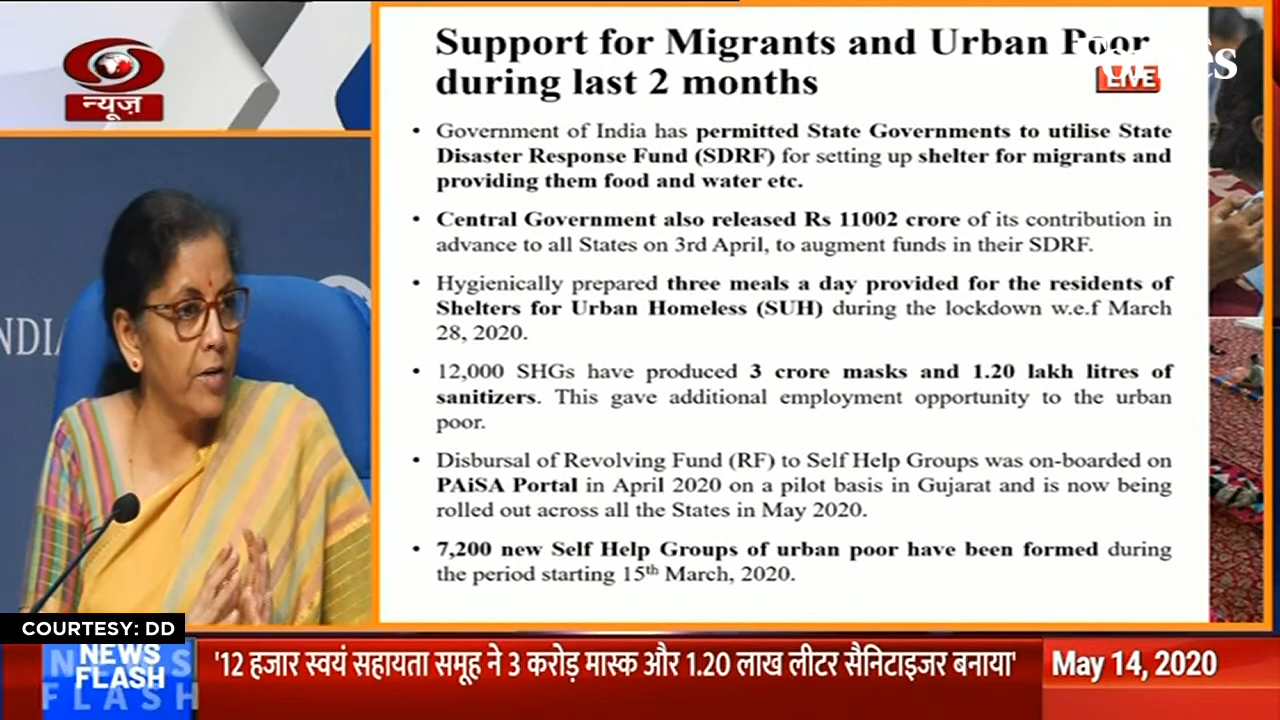 न्यूज़
Support for Migrants and Urban Poor
during last 2 months
LIVE
• Government of India has permitted State Governments to utilise State
Disaster Response Fund (SDRF) for setting up shelter for migrants and
providing them food and water etc.
• Central Government also released Rs 11002 crore of its contribution in
advance to all States on 3rd April, to augment funds in their SDRF.
• Hygienically prepared three meals a day provided for the residents of
Shelters for Urban Homeless (SUH) during the lockdown w.e.f March
28, 2020.
• 12,000 SHGs have produced 3 crore masks and 1.20 lakh litres of
sanitizers. This gave additional employment opportunity to the urban
poor.
• Disbursal of Revolving Fund (RF) to Self Help Groups was on-boarded on
PAiSA Portal in April 2020 on a pilot basis in Gujarat and is now being
rolled out across all the States in May 2020.
• 7,200 new Self Help Groups of urban poor have been formed during
the period starting 15th March, 2020.
COURTESY: DD
NEWS
FLASH
'12 हजार स्वयं सहायता समूह ने 3 करोड़ मास्क और 1.20 लाख लीटर सैनिटाइजर बनाया'
May 14, 2020